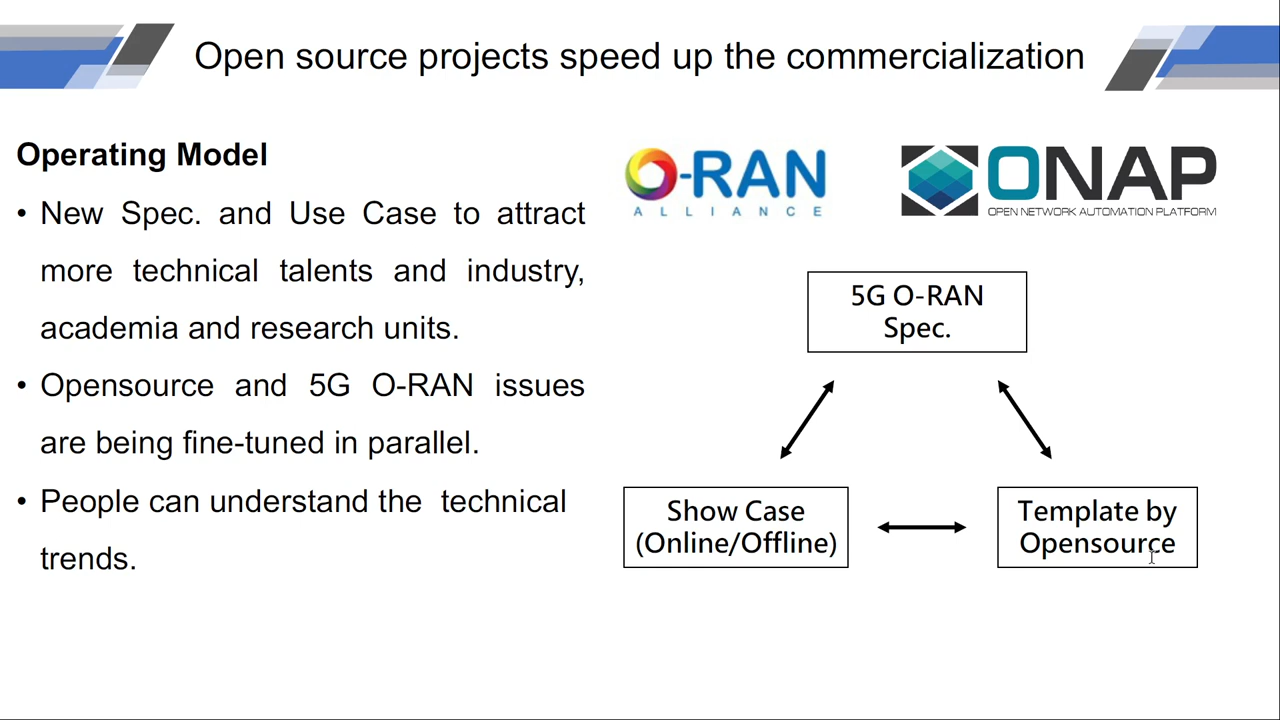 Open source projects speed up the commercialization
Operating Model
• New Spec. and Use Case to attract
more technical talents and industry,
academia and research units.
• Opensource and 5G O-RAN issues
are being fine-tuned in parallel.
• People can understand the technical
trends.
O-RAN
ALLIANCE
ONAP
OPEN NETWORK AUTOMATION PLATFORM
5G O-RAN
Spec.
Show Case
(Online/Offline)
Template by
Opensource